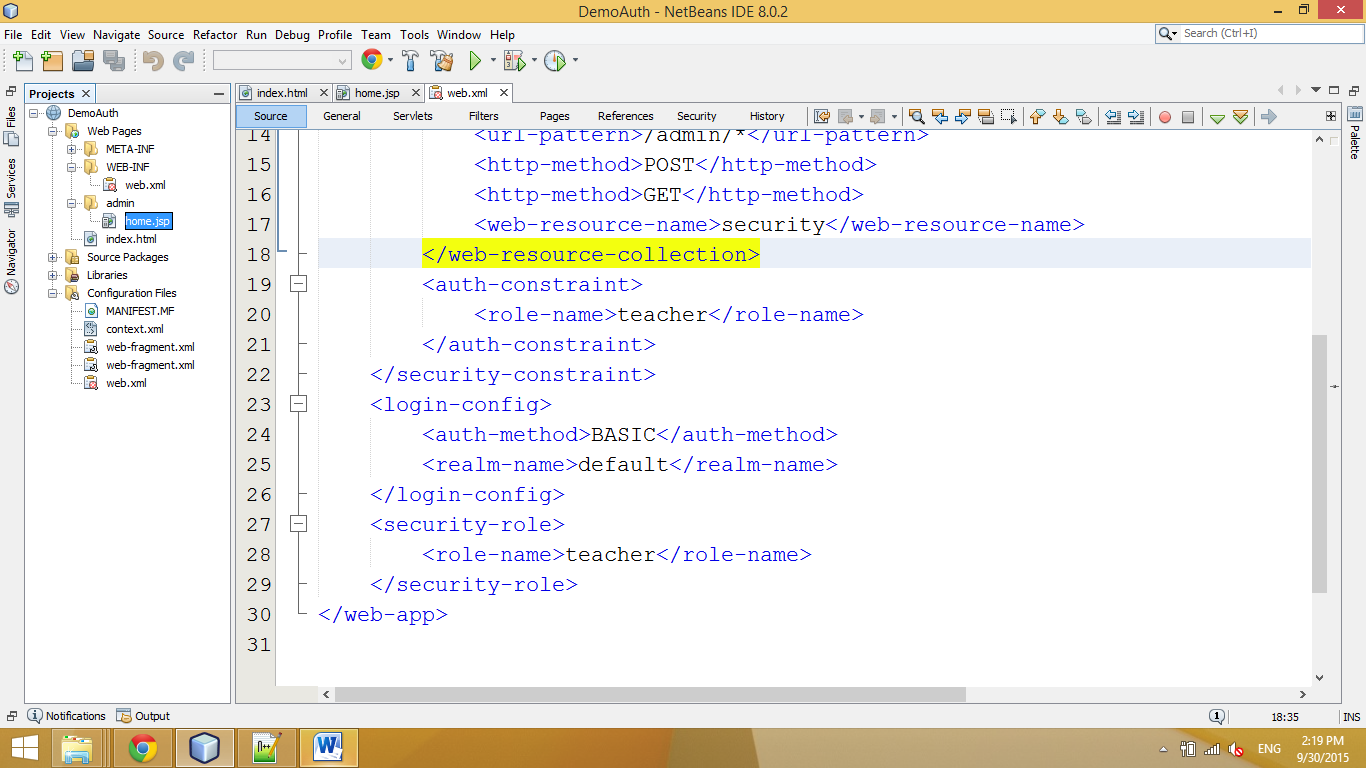 DemoAuth - NetBeans IDE 8.0.2
File Edit View Navigate Source Refactor Run Debug Profile Team Tools Window Help
Search (Ctrl+I)
Projects
index.html home.jsp web.xml
Source General Servlets Filters Pages References Security History
Files
Services
Navigator
Palette
DemoAuth
Web Pages
META-INF
WEB-INF
web.xml
admin
home.jsp
index.html
Source Packages
Libraries
Configuration Files
MANIFEST.MF
context.xml
web-fragment.xml
web-fragment.xml
web.xml
14 <url-pattern>/admin/*</url-pattern>
15 <http-method>POST</http-method>
16 <http-method>GET</http-method>
17 <web-resource-name>security</web-resource-name>
18 </web-resource-collection>
19 <auth-constraint>
20 <role-name>teacher</role-name>
21 </auth-constraint>
22 </security-constraint>
23 <login-config>
24 <auth-method>BASIC</auth-method>
25 <realm-name>default</realm-name>
26 </login-config>
27 <security-role>
28 <role-name>teacher</role-name>
29 </security-role>
30 </web-app>
31
Notifications Output
1 18:35 INS
ENG
2:19 PM
9/30/2015